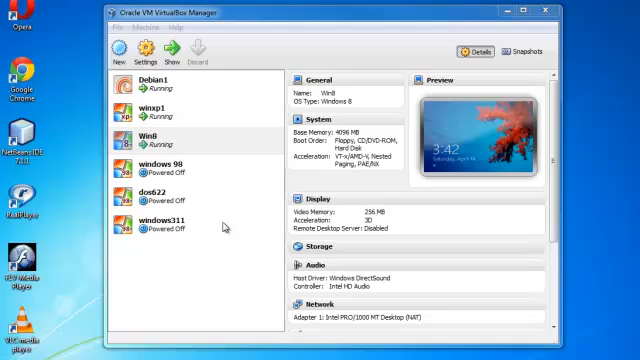 Opera
Google
Chrome
NetBeans IDE
7.2.1
RealPlayer
FLV Media
Player
VLC media
player
Oracle VM VirtualBox Manager
File Machine Help
New Settings Show Discard
Details Snapshots
Debian1
Running
winxp1
Running
Win8
Running
windows 98
Powered Off
dos622
Powered Off
windows311
Powered Off
General
Name: Win8
OS Type: Windows 8
System
Base Memory: 4096 MB
Boot Order: Floppy, CD/DVD-ROM,
Hard Disk
Acceleration: VT-x/AMD-V, Nested
Paging, PAE/NX
Preview
3:42
Saturday, April 14
Display
Video Memory: 256 MB
Acceleration: 3D
Remote Desktop Server: Disabled
Storage
Audio
Host Driver: Windows DirectSound
Controller: Intel HD Audio
Network
Adapter 1: Intel PRO/1000 MT Desktop (NAT)